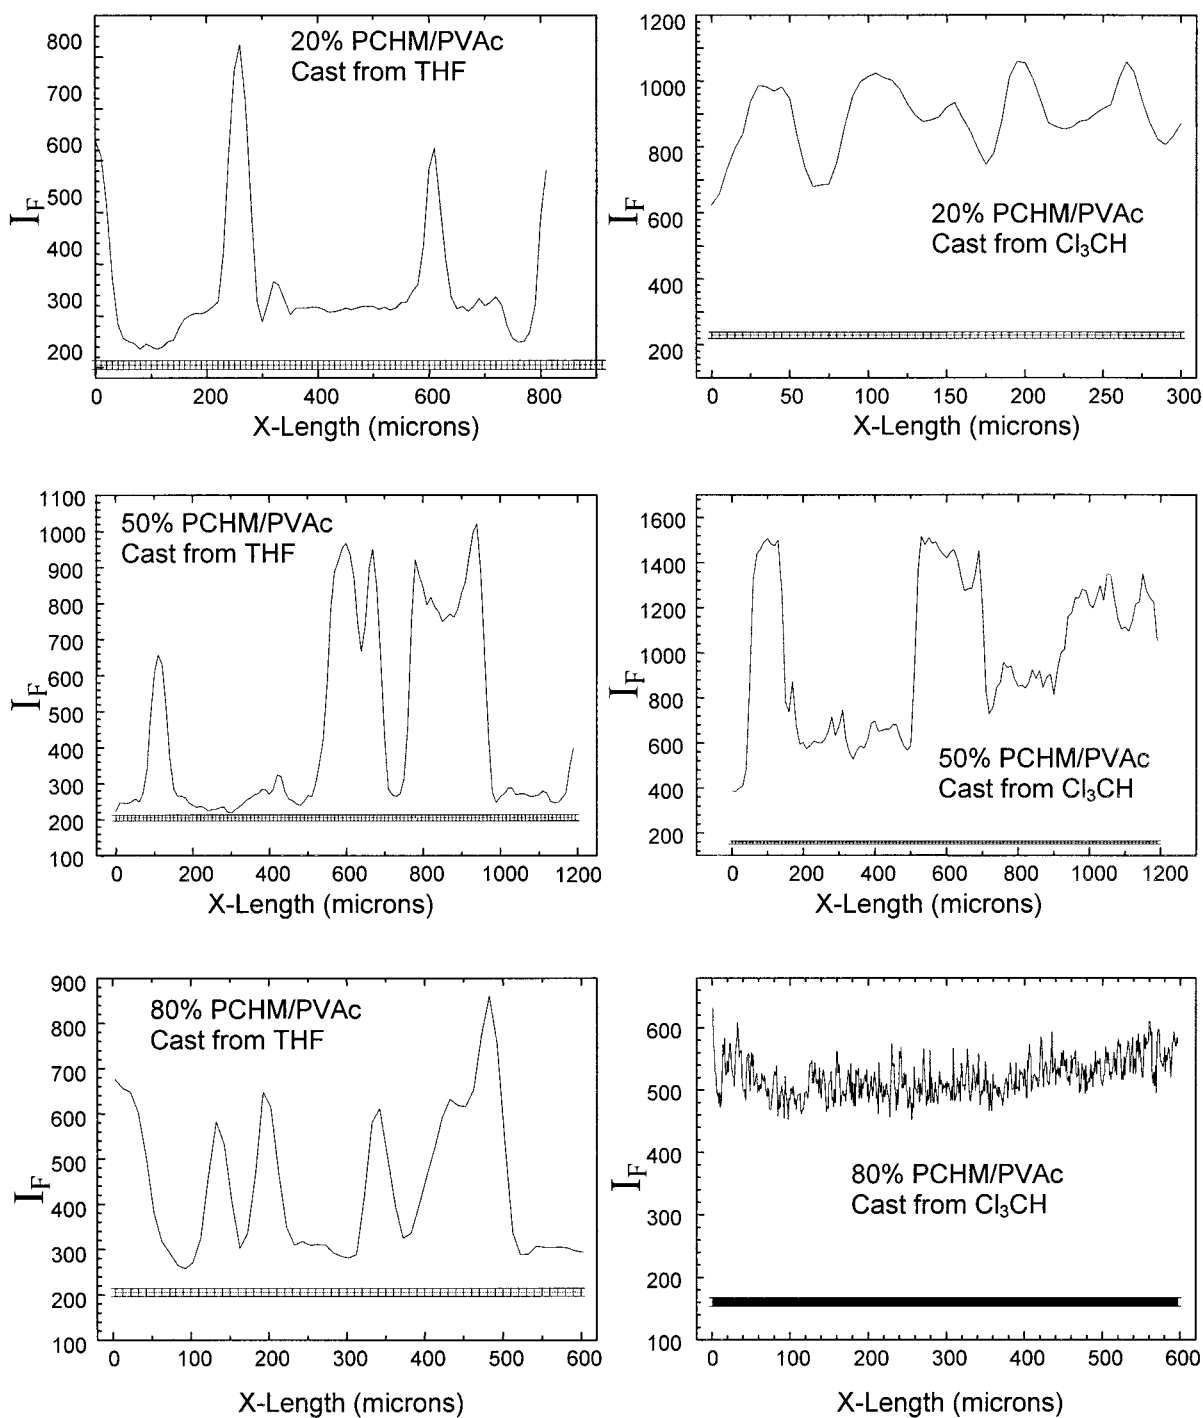 800
700
600
500
400
300
200
I_F
20% PCHM/PVAc
Cast from THF
0 200 400 600 800
X-Length (microns)
1200
1000
800
600
400
200
I_F
20% PCHM/PVAc
Cast from Cl₃CH
0 50 100 150 200 250 300
X-Length (microns)
1100
1000
900
800
700
600
500
400
300
200
100
I_F
50% PCHM/PVAc
Cast from THF
0 200 400 600 800 1000 1200
X-Length (microns)
1600
1400
1200
1000
800
600
400
200
I_F
50% PCHM/PVAc
Cast from Cl₃CH
0 200 400 600 800 1000 1200
X-Length (microns)
900
800
700
600
500
400
300
200
100
I_F
80% PCHM/PVAc
Cast from THF
0 100 200 300 400 500 600
X-Length (microns)
600
500
400
300
200
100
I_F
80% PCHM/PVAc
Cast from Cl₃CH
0 100 200 300 400 500 600
X-Length (microns)